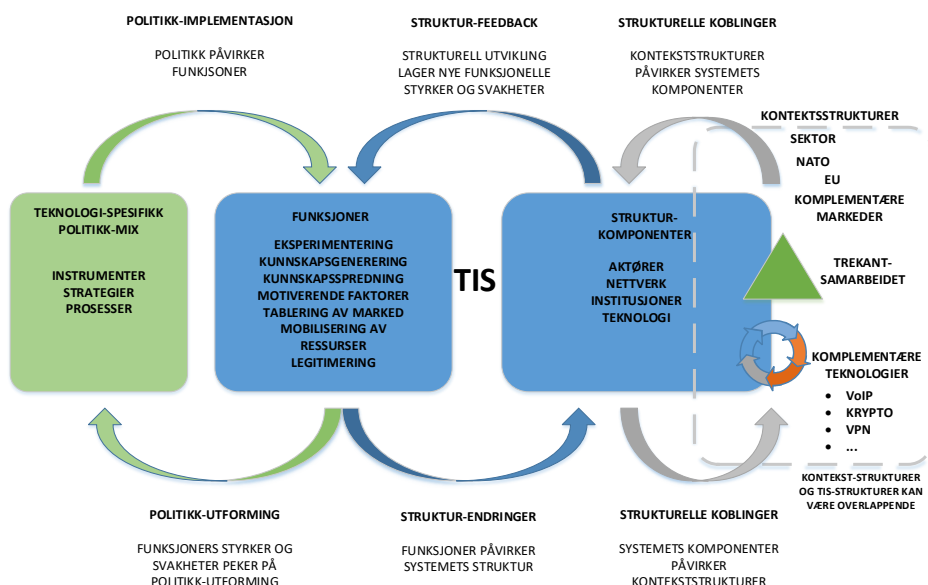 POLITIKK-IMPLEMENTASJON
POLITIKK PÅVIRKER
FUNKJSONER
STRUKTUR-FEEDBACK
STRUKTURELL UTVIKLING
LAGER NYE FUNKSJONELLE
STYRKER OG SVAKHETER
STRUKTURELLE KOBLINGER
KONTEKSTSTRUKTURER
PÅVIRKER SYSTEMETS
KOMPONENTER
KONTEKTSSTRUKTURER
SEKTOR
NATO
EU
KOMPLEMENTÆRE
MARKEDER
TREKANT-
SAMARBEIDET
KOMPLEMENTÆRE
TEKNOLOGIER
• VoIP
• KRYPTO
• VPN
• ...
TEKNOLOGI-SPESIFIKK
POLITIKK-MIX
INSTRUMENTER
STRATEGIER
PROSESSER
FUNKSJONER
EKSPERIMENTERING
KUNNSKAPSGENERERING
KUNNSKAPSSPREDNING
MOTIVERENDE FAKTORER
TABLERING AV MARKED
MOBILISERING AV
RESSURSER
LEGITIMERING
TIS
STRUKTUR-
KOMPONENTER
AKTØRER
NETTVERK
INSTITUSJONER
TEKNOLOGI
KONTEKST-STRUKTURER
OG TIS-STRUKTURER KAN
VÆRE OVERLAPPENDE
POLITIKK-UTFORMING
FUNKSJONERS STYRKER OG
SVAKHETER PEKER PÅ
POLITIKK-UTFORMING
STRUKTUR-ENDRINGER
FUNKSJONER PÅVIRKER
SYSTEMETS STRUKTUR
STRUKTURELLE KOBLINGER
SYSTEMETS KOMPONENTER
PÅVIRKER
KONTEKSTSTRUKTURER